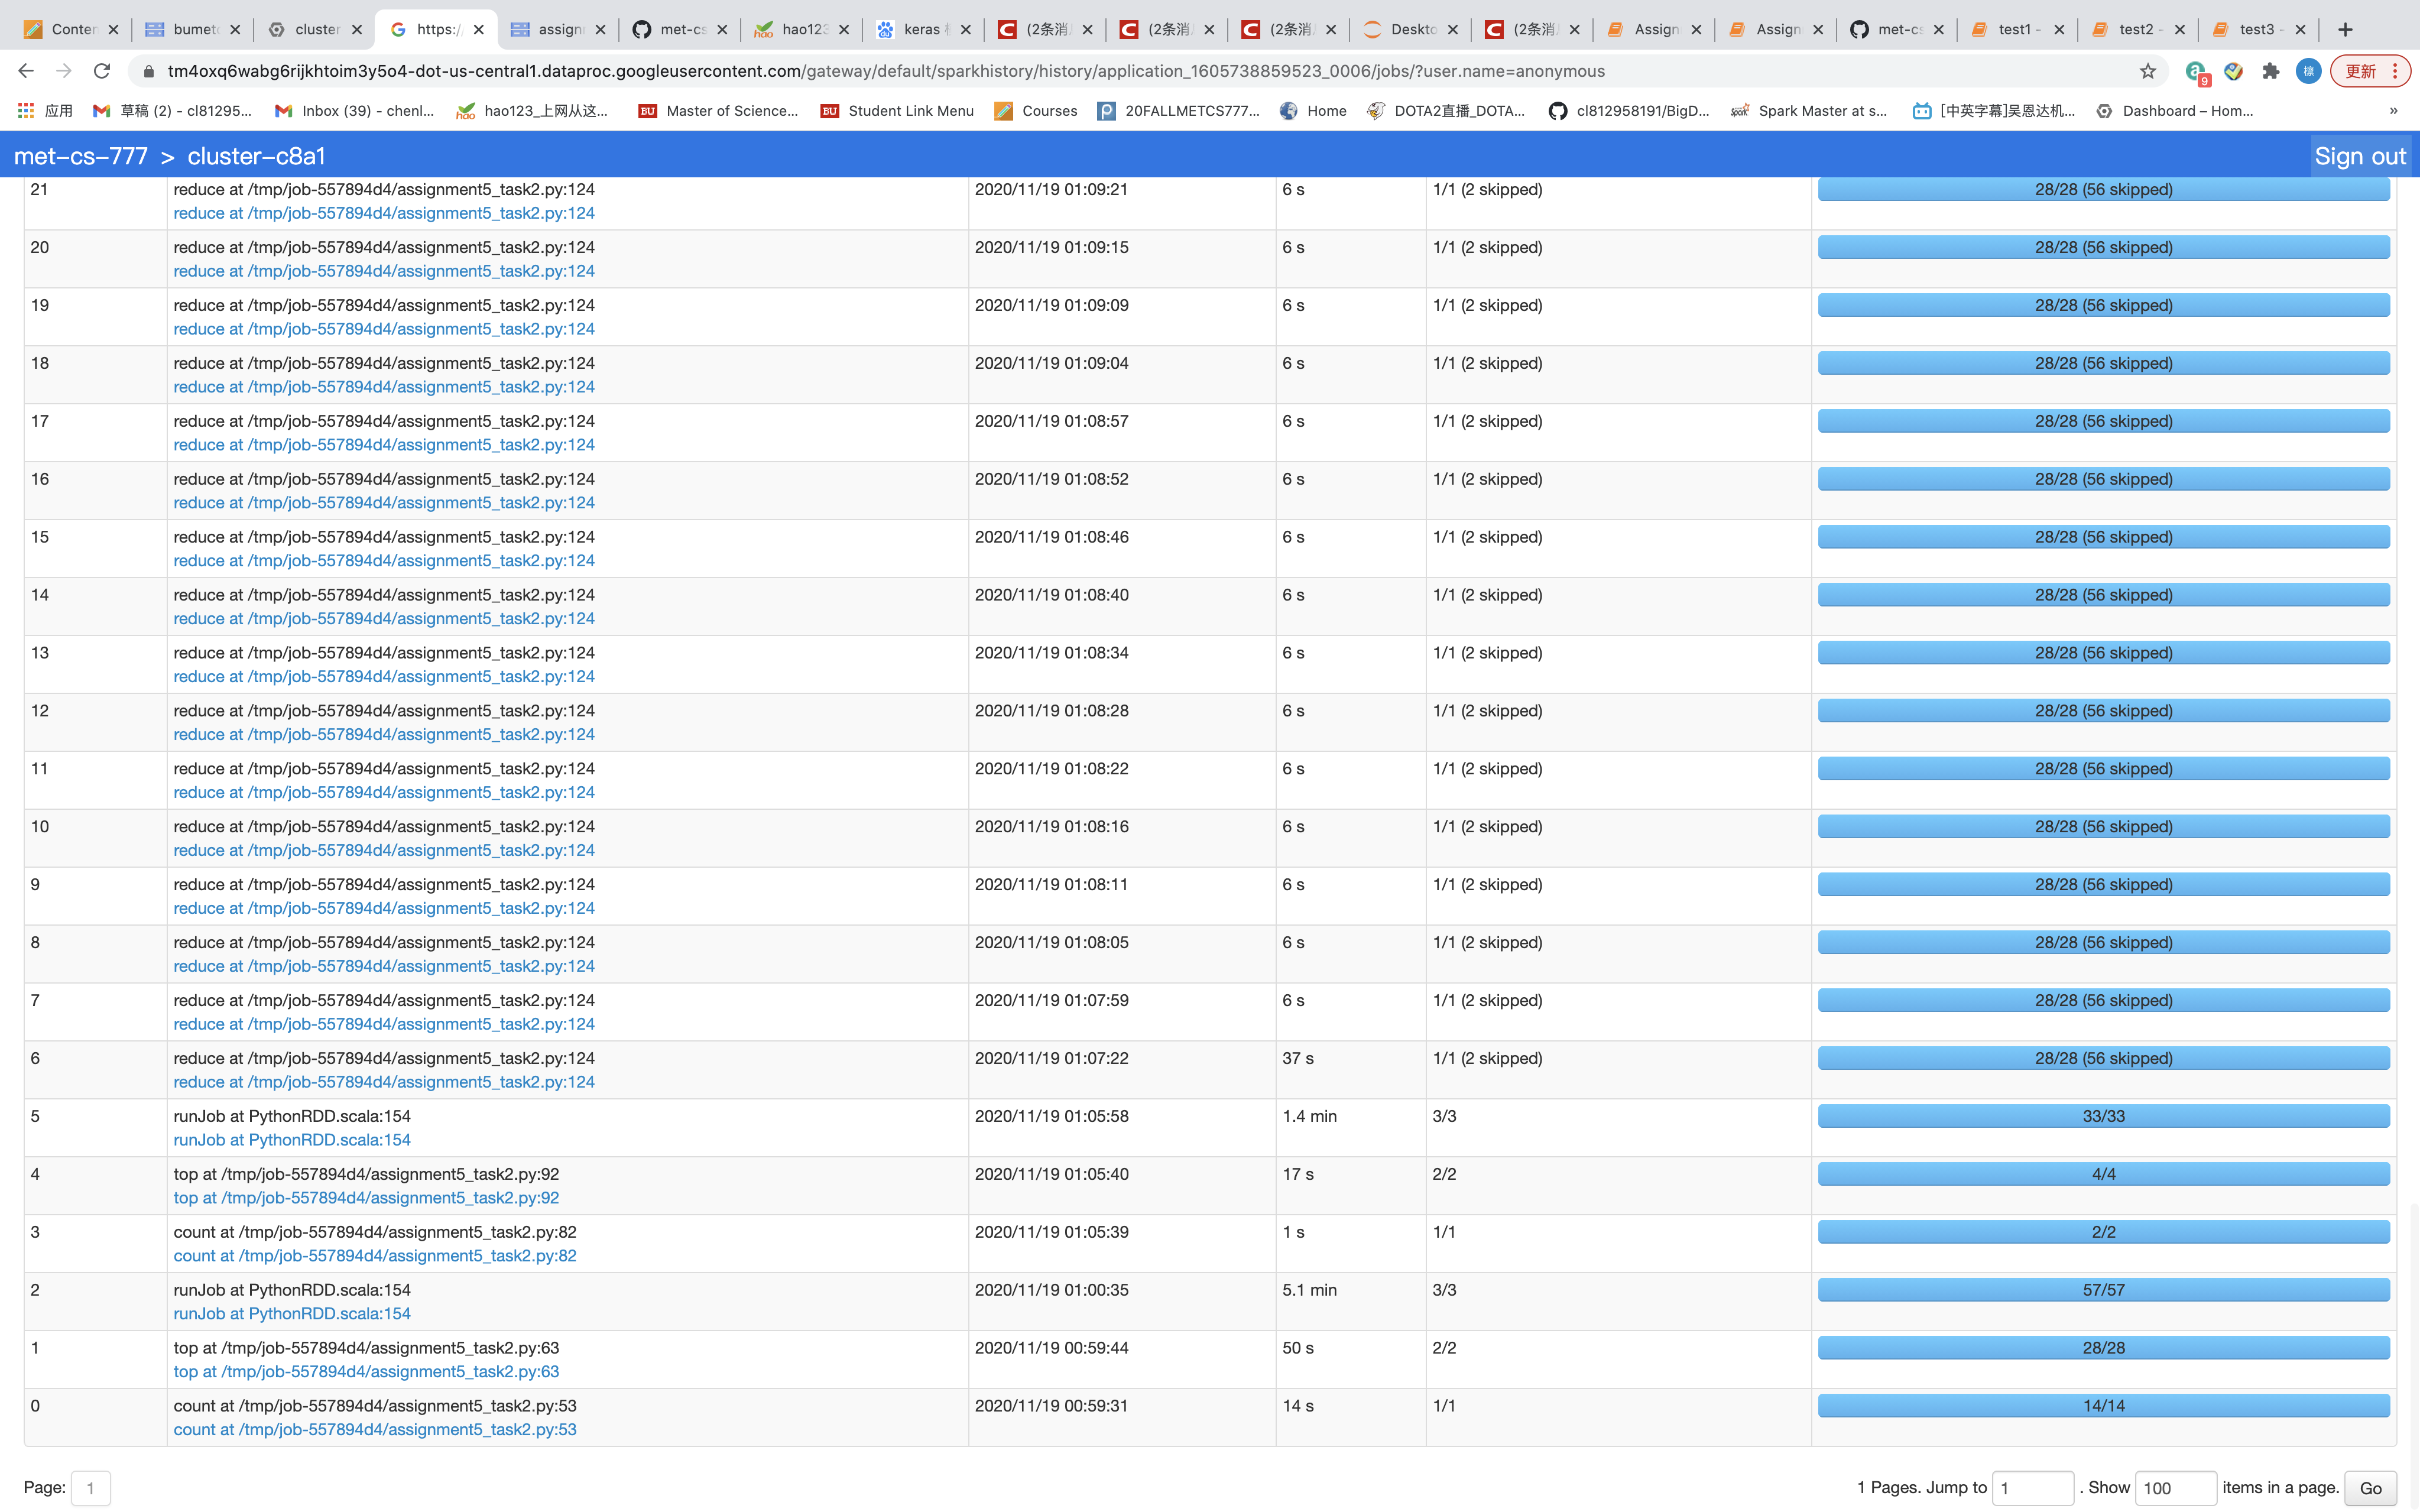 Conten
bumetc
cluster
https:/
assign
met-cs
hao123
keras
(2条消
(2条消
(2条消
Deskto
(2条消
Assign
Assign
met-cs
test1 -
test2 -
test3 -
tm4oxq6wabg6rijkhtoim3y5o4-dot-us-central1.dataproc.googleusercontent.com/gateway/default/sparkhistory/history/application_1605738859523_0006/jobs/?user.name=anonymous
9
更新
应用
草稿 (2) - cl81295...
Inbox (39) - chenl...
hao123_上网从这...
BU Master of Science...
BU Student Link Menu
Courses
20FALLMETCS777...
Home
DOTA2直播_DOTA...
cl812958191/BigD...
Spark Master at s...
[中英字幕]吴恩达机...
Dashboard – Hom...
»
met-cs-777 > cluster-c8a1
Sign out
21 reduce at /tmp/job-557894d4/assignment5_task2.py:124 2020/11/19 01:09:21 6 s 1/1 (2 skipped) 28/28 (56 skipped)
reduce at /tmp/job-557894d4/assignment5_task2.py:124
20 reduce at /tmp/job-557894d4/assignment5_task2.py:124 2020/11/19 01:09:15 6 s 1/1 (2 skipped) 28/28 (56 skipped)
reduce at /tmp/job-557894d4/assignment5_task2.py:124
19 reduce at /tmp/job-557894d4/assignment5_task2.py:124 2020/11/19 01:09:09 6 s 1/1 (2 skipped) 28/28 (56 skipped)
reduce at /tmp/job-557894d4/assignment5_task2.py:124
18 reduce at /tmp/job-557894d4/assignment5_task2.py:124 2020/11/19 01:09:04 6 s 1/1 (2 skipped) 28/28 (56 skipped)
reduce at /tmp/job-557894d4/assignment5_task2.py:124
17 reduce at /tmp/job-557894d4/assignment5_task2.py:124 2020/11/19 01:08:57 6 s 1/1 (2 skipped) 28/28 (56 skipped)
reduce at /tmp/job-557894d4/assignment5_task2.py:124
16 reduce at /tmp/job-557894d4/assignment5_task2.py:124 2020/11/19 01:08:52 6 s 1/1 (2 skipped) 28/28 (56 skipped)
reduce at /tmp/job-557894d4/assignment5_task2.py:124
15 reduce at /tmp/job-557894d4/assignment5_task2.py:124 2020/11/19 01:08:46 6 s 1/1 (2 skipped) 28/28 (56 skipped)
reduce at /tmp/job-557894d4/assignment5_task2.py:124
14 reduce at /tmp/job-557894d4/assignment5_task2.py:124 2020/11/19 01:08:40 6 s 1/1 (2 skipped) 28/28 (56 skipped)
reduce at /tmp/job-557894d4/assignment5_task2.py:124
13 reduce at /tmp/job-557894d4/assignment5_task2.py:124 2020/11/19 01:08:34 6 s 1/1 (2 skipped) 28/28 (56 skipped)
reduce at /tmp/job-557894d4/assignment5_task2.py:124
12 reduce at /tmp/job-557894d4/assignment5_task2.py:124 2020/11/19 01:08:28 6 s 1/1 (2 skipped) 28/28 (56 skipped)
reduce at /tmp/job-557894d4/assignment5_task2.py:124
11 reduce at /tmp/job-557894d4/assignment5_task2.py:124 2020/11/19 01:08:22 6 s 1/1 (2 skipped) 28/28 (56 skipped)
reduce at /tmp/job-557894d4/assignment5_task2.py:124
10 reduce at /tmp/job-557894d4/assignment5_task2.py:124 2020/11/19 01:08:16 6 s 1/1 (2 skipped) 28/28 (56 skipped)
reduce at /tmp/job-557894d4/assignment5_task2.py:124
9 reduce at /tmp/job-557894d4/assignment5_task2.py:124 2020/11/19 01:08:11 6 s 1/1 (2 skipped) 28/28 (56 skipped)
reduce at /tmp/job-557894d4/assignment5_task2.py:124
8 reduce at /tmp/job-557894d4/assignment5_task2.py:124 2020/11/19 01:08:05 6 s 1/1 (2 skipped) 28/28 (56 skipped)
reduce at /tmp/job-557894d4/assignment5_task2.py:124
7 reduce at /tmp/job-557894d4/assignment5_task2.py:124 2020/11/19 01:07:59 6 s 1/1 (2 skipped) 28/28 (56 skipped)
reduce at /tmp/job-557894d4/assignment5_task2.py:124
6 reduce at /tmp/job-557894d4/assignment5_task2.py:124 2020/11/19 01:07:22 37 s 1/1 (2 skipped) 28/28 (56 skipped)
reduce at /tmp/job-557894d4/assignment5_task2.py:124
5 runJob at PythonRDD.scala:154 2020/11/19 01:05:58 1.4 min 3/3 33/33
runJob at PythonRDD.scala:154
4 top at /tmp/job-557894d4/assignment5_task2.py:92 2020/11/19 01:05:40 17 s 2/2 4/4
top at /tmp/job-557894d4/assignment5_task2.py:92
3 count at /tmp/job-557894d4/assignment5_task2.py:82 2020/11/19 01:05:39 1 s 1/1 2/2
count at /tmp/job-557894d4/assignment5_task2.py:82
2 runJob at PythonRDD.scala:154 2020/11/19 01:00:35 5.1 min 3/3 57/57
runJob at PythonRDD.scala:154
1 top at /tmp/job-557894d4/assignment5_task2.py:63 2020/11/19 00:59:44 50 s 2/2 28/28
top at /tmp/job-557894d4/assignment5_task2.py:63
0 count at /tmp/job-557894d4/assignment5_task2.py:53 2020/11/19 00:59:31 14 s 1/1 14/14
count at /tmp/job-557894d4/assignment5_task2.py:53
Page: 1
1 Pages. Jump to 1 . Show 100 items in a page. Go